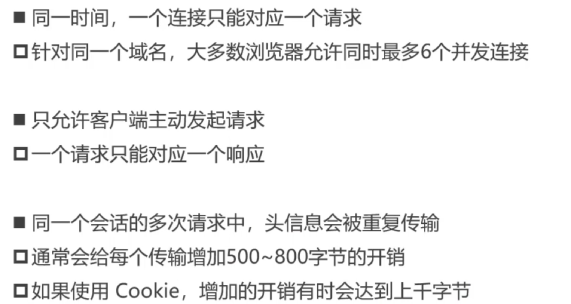 ■ 同一时间，一个连接只能对应一个请求
□ 针对同一个域名，大多数浏览器允许同时最多6个并发连接
■ 只允许客户端主动发起请求
□ 一个请求只能对应一个响应
■ 同一个会话的多次请求中，头信息会被重复传输
□ 通常会给每个传输增加500~800字节的开销
□ 如果使用 Cookie，增加的开销有时会达到上千字节